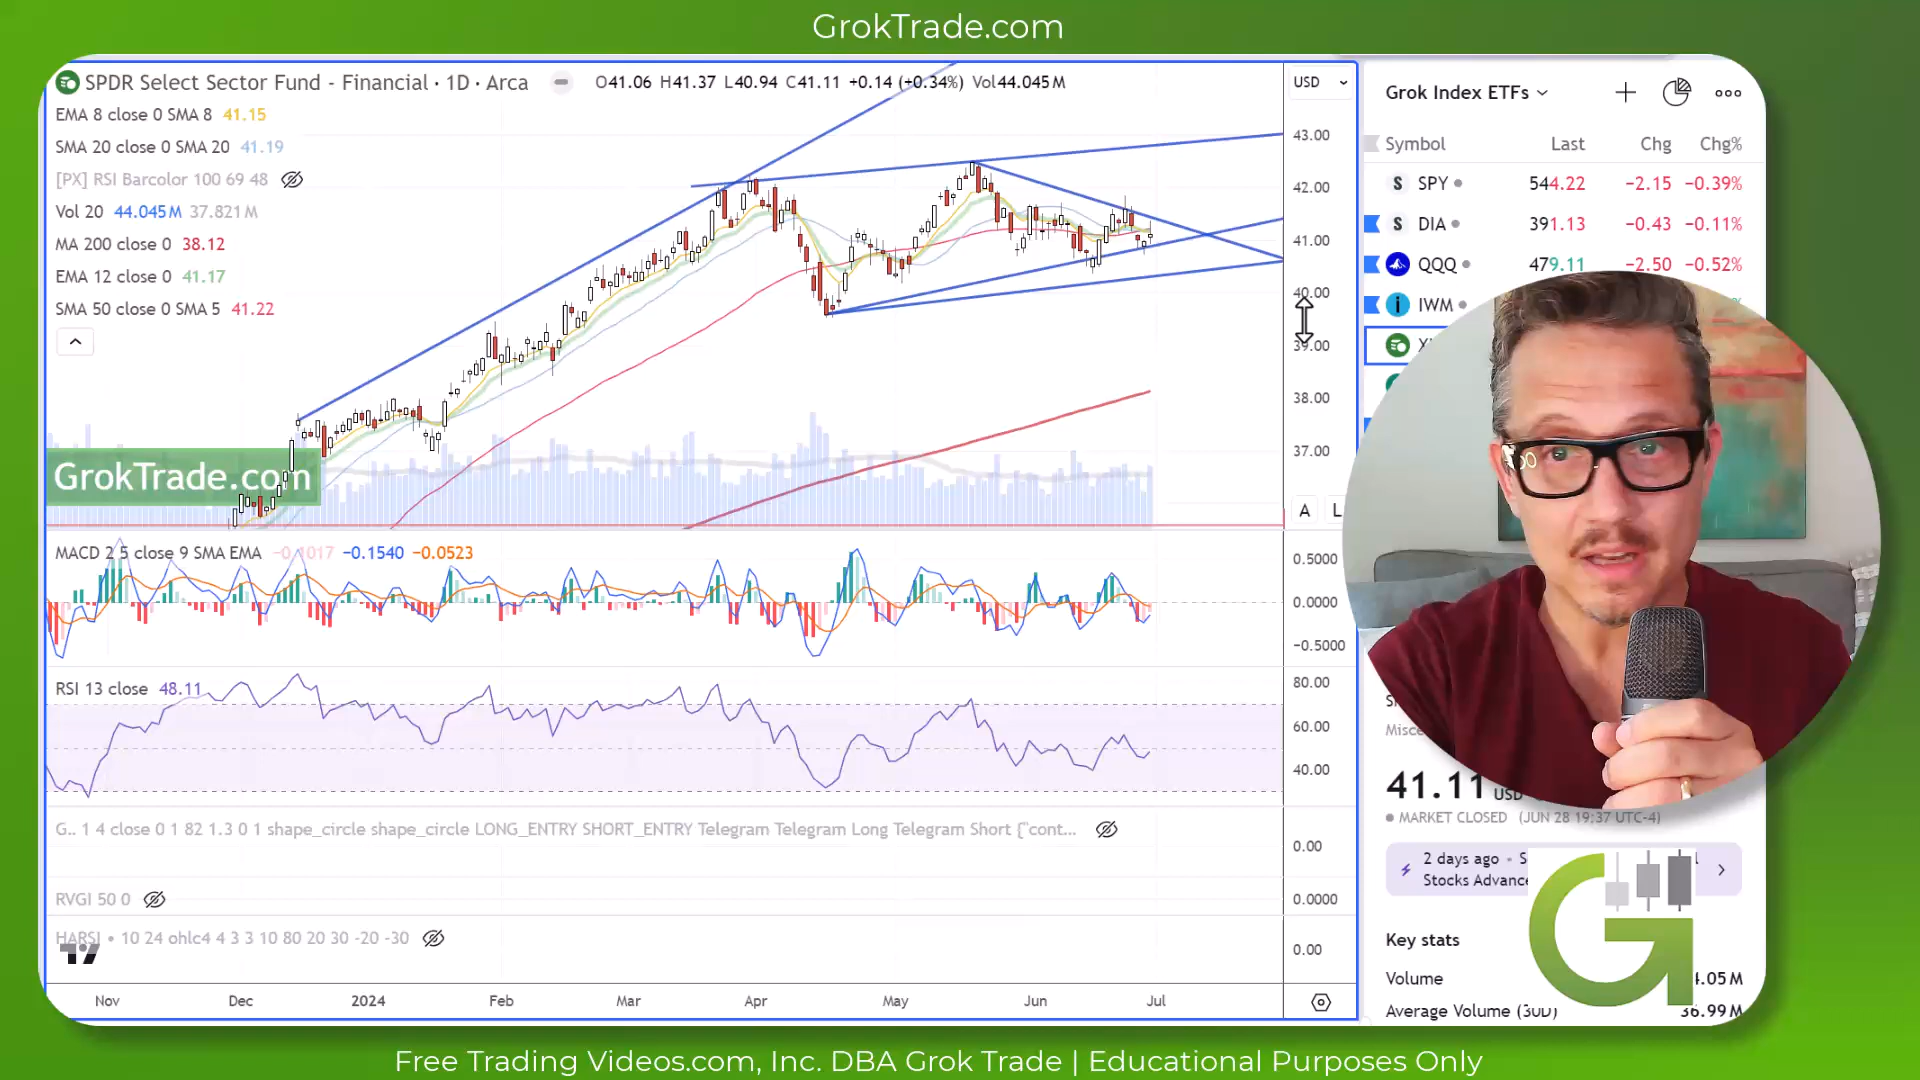 GrokTrade.com
SPDR Select Sector Fund - Financial · 1D · Arca
O41.06 H41.37 L40.94 C41.11 +0.14 (+0.34%) Vol44.045M
EMA 8 close 0 SMA 8 41.15
SMA 20 close 0 SMA 20 41.19
[PX] RSI Barcolor 100 69 48
Vol 20 44.045M 37.821M
MA 200 close 0 38.12
EMA 12 close 0 41.17
SMA 50 close 0 SMA 5 41.22
USD
43.00
42.00
41.00
40.00
39.00
38.00
37.00
A L
GrokTrade.com
MACD 2 5 close 9 SMA EMA -0.1017 −0.1540 −0.0523
0.5000
0.0000
−0.5000
RSI 13 close 48.11
80.00
60.00
40.00
G.. 1 4 close 0 1 82 1.3 0 1 shape_circle shape_circle LONG_ENTRY SHORT_ENTRY Telegram Telegram Long Telegram Short {"cont...
0.00
RVGI 50 0
0.0000
HARSI • 10 24 ohlc4 4 3 3 10 80 20 30 -20 -30
0.00
Nov Dec 2024 Feb Mar Apr May Jun Jul
Grok Index ETFs
Symbol Last Chg Chg%
SPY 544.22 −2.15 −0.39%
DIA 391.13 −0.43 −0.11%
QQQ 479.11 −2.50 −0.52%
IWM
41.11 USD
MARKET CLOSED (JUN 28 19:37 UTC-4)
2 days ago
Stocks Advance
Key stats
Volume
Average Volume (30D) 36.99M
Free Trading Videos.com, Inc. DBA Grok Trade | Educational Purposes Only